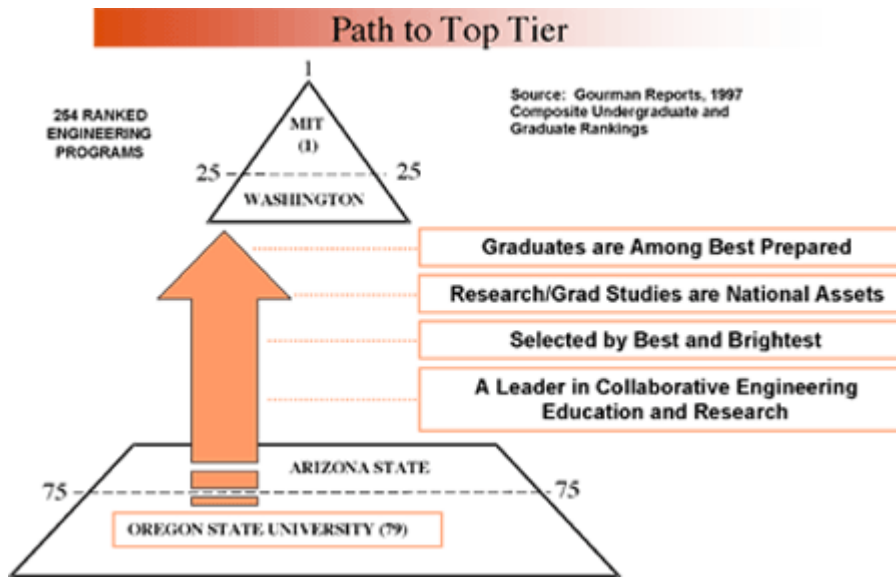 Path to Top Tier
254 RANKED
ENGINEERING
PROGRAMS
Source: Gourman Reports, 1997
Composite Undergraduate and
Graduate Rankings
1
MIT
(1)
25 25
WASHINGTON
Graduates are Among Best Prepared
Research/Grad Studies are National Assets
Selected by Best and Brightest
A Leader in Collaborative Engineering
Education and Research
ARIZONA STATE
75 75
OREGON STATE UNIVERSITY (79)